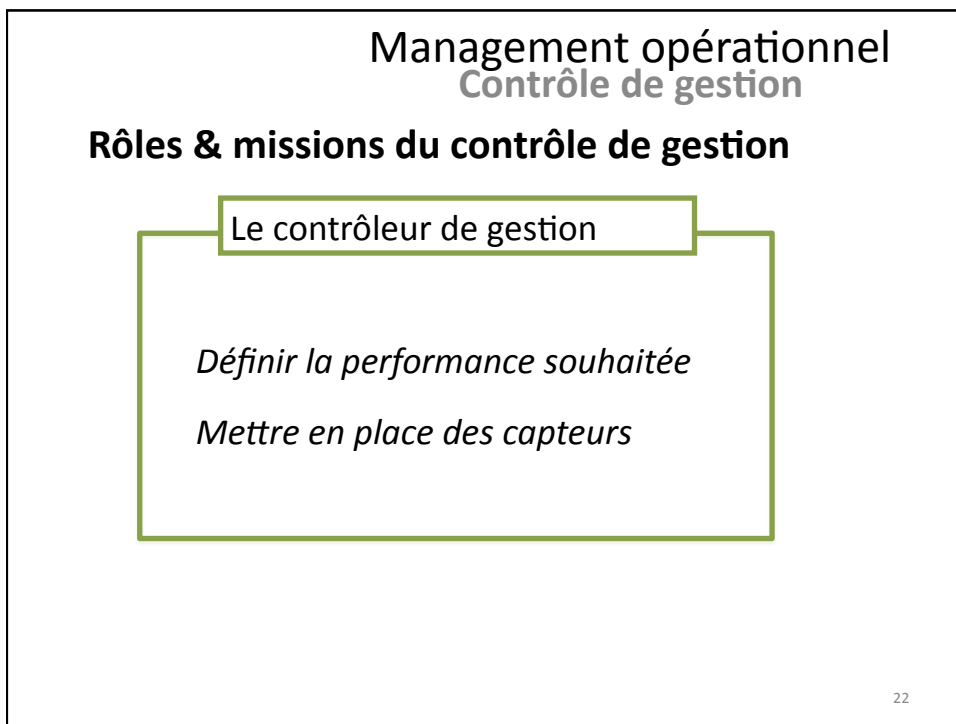 Management opérationnel
Contrôle de gestion
Rôles & missions du contrôle de gestion
Le contrôleur de gestion
Définir la performance souhaitée
Mettre en place des capteurs
22